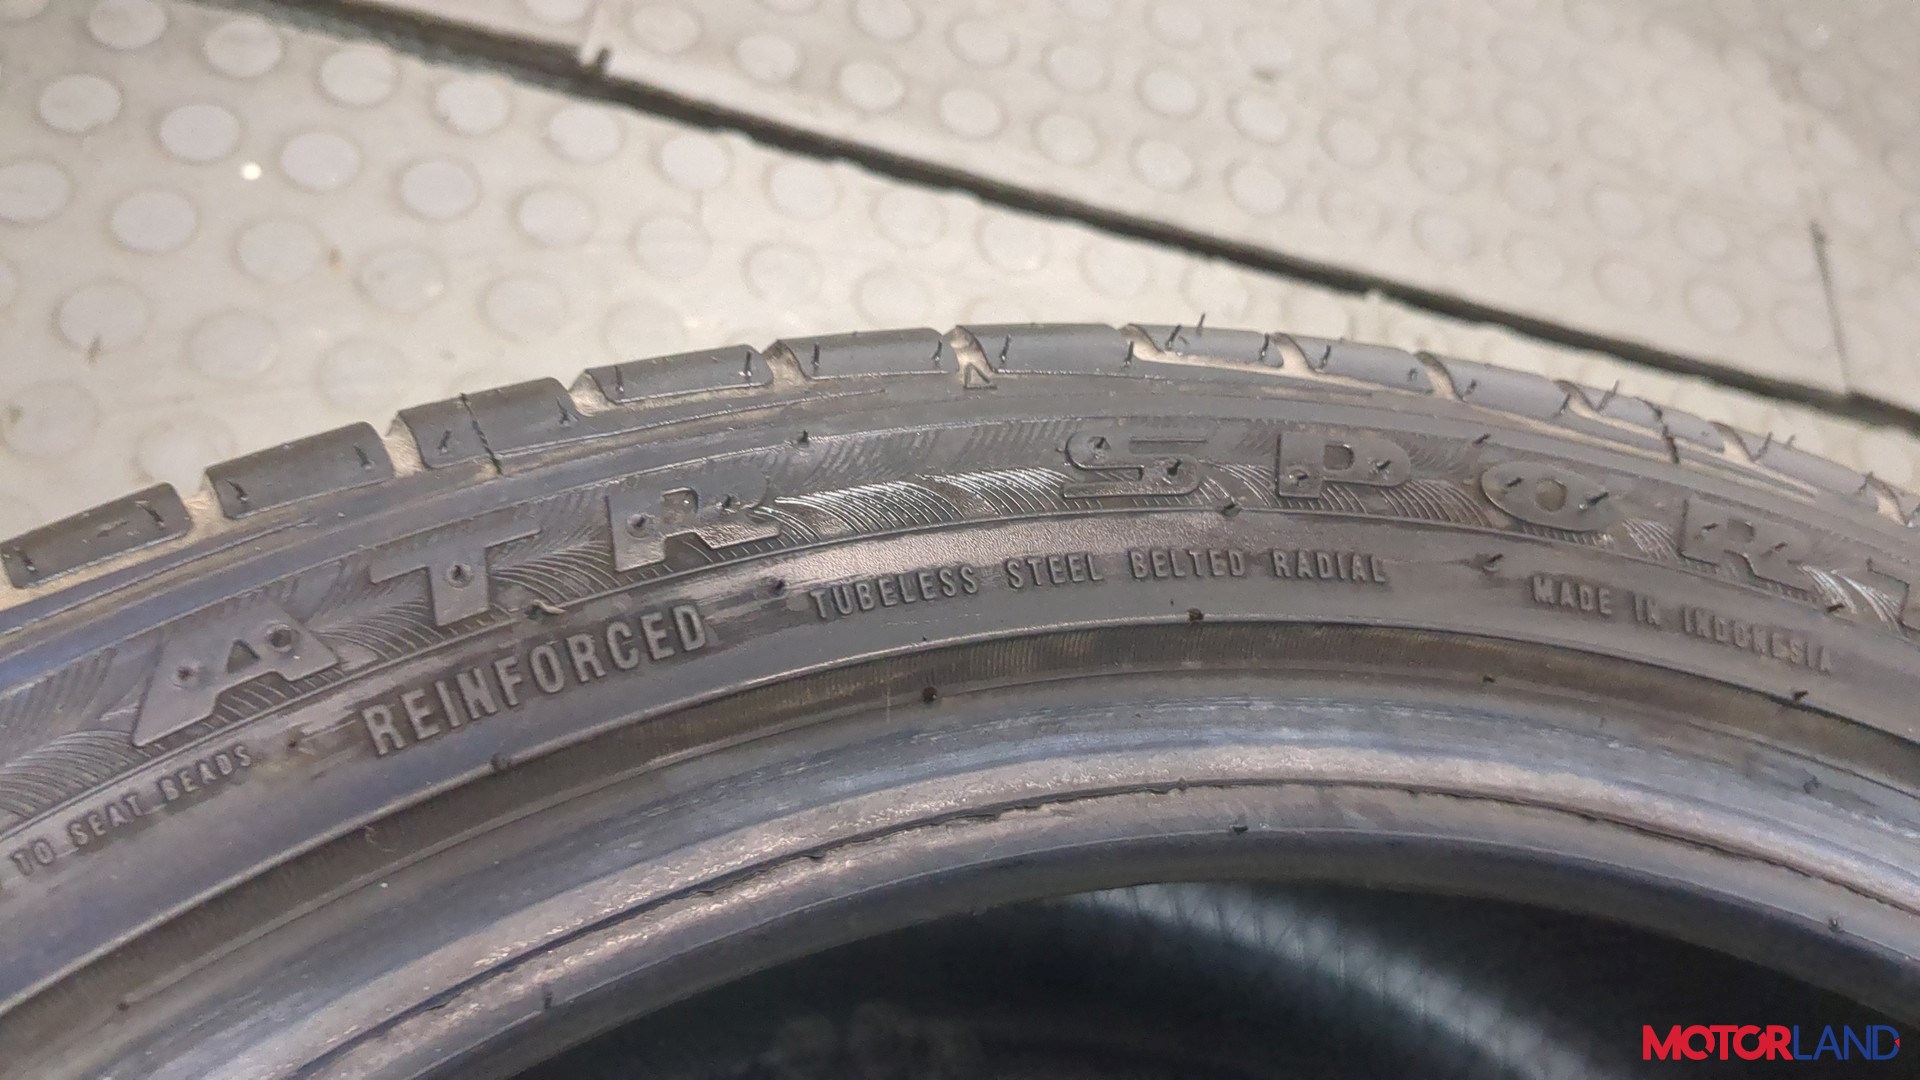 ATR SPORT
TO SEAT BEADS
REINFORCED
TUBELESS STEEL BELTED RADIAL
MADE IN INDONESIA
MOTORLAND